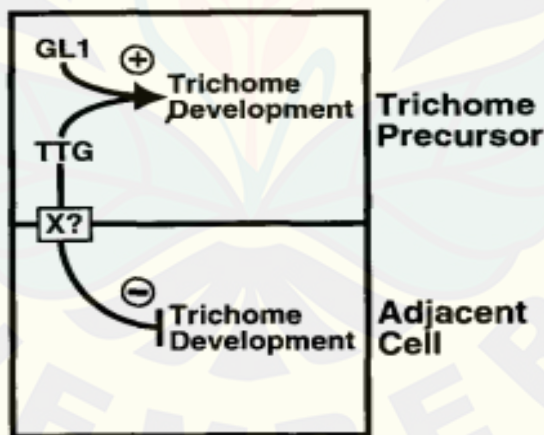 GL1
+
Trichome
Development
Trichome
Precursor
TTG
X?
−
Trichome
Development
Adjacent
Cell